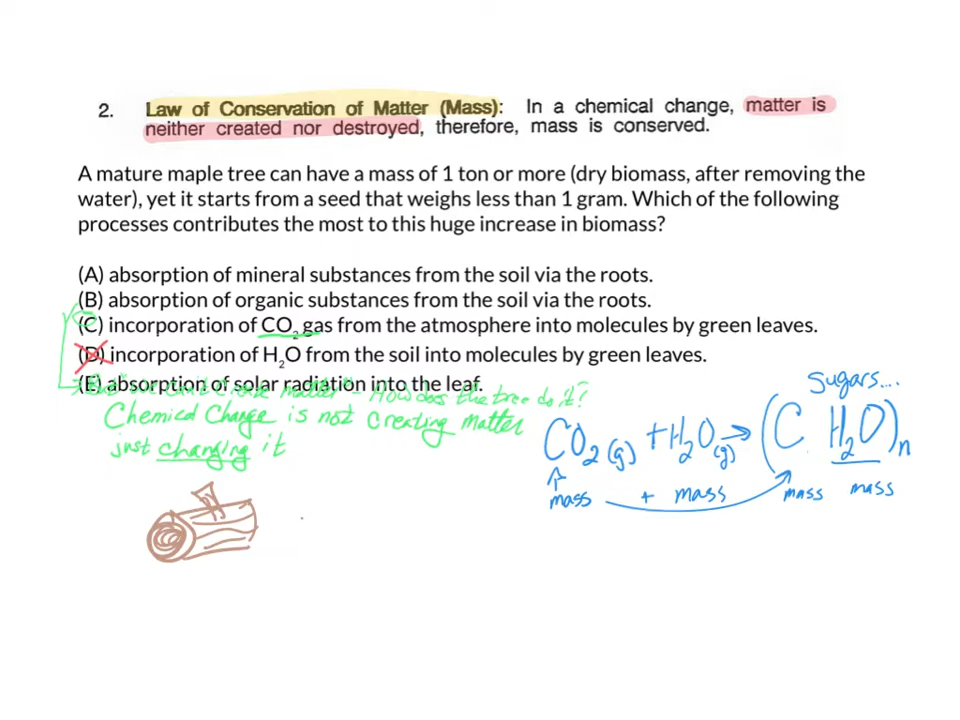 2. Law of Conservation of Matter (Mass): In a chemical change, matter is
neither created nor destroyed, therefore, mass is conserved.
A mature maple tree can have a mass of 1 ton or more (dry biomass, after removing the
water), yet it starts from a seed that weighs less than 1 gram. Which of the following
processes contributes the most to this huge increase in biomass?
(A) absorption of mineral substances from the soil via the roots.
(B) absorption of organic substances from the soil via the roots.
(C) incorporation of CO₂ gas from the atmosphere into molecules by green leaves.
(D) incorporation of H₂O from the soil into molecules by green leaves.
(E) absorption of solar radiation into the leaf.
can't create matter" - How does the tree do it?
Chemical Change is not creating matter
just changing it
Sugars....
CO₂(g) + H₂O(g) → (C H₂O)n
mass + mass mass mass